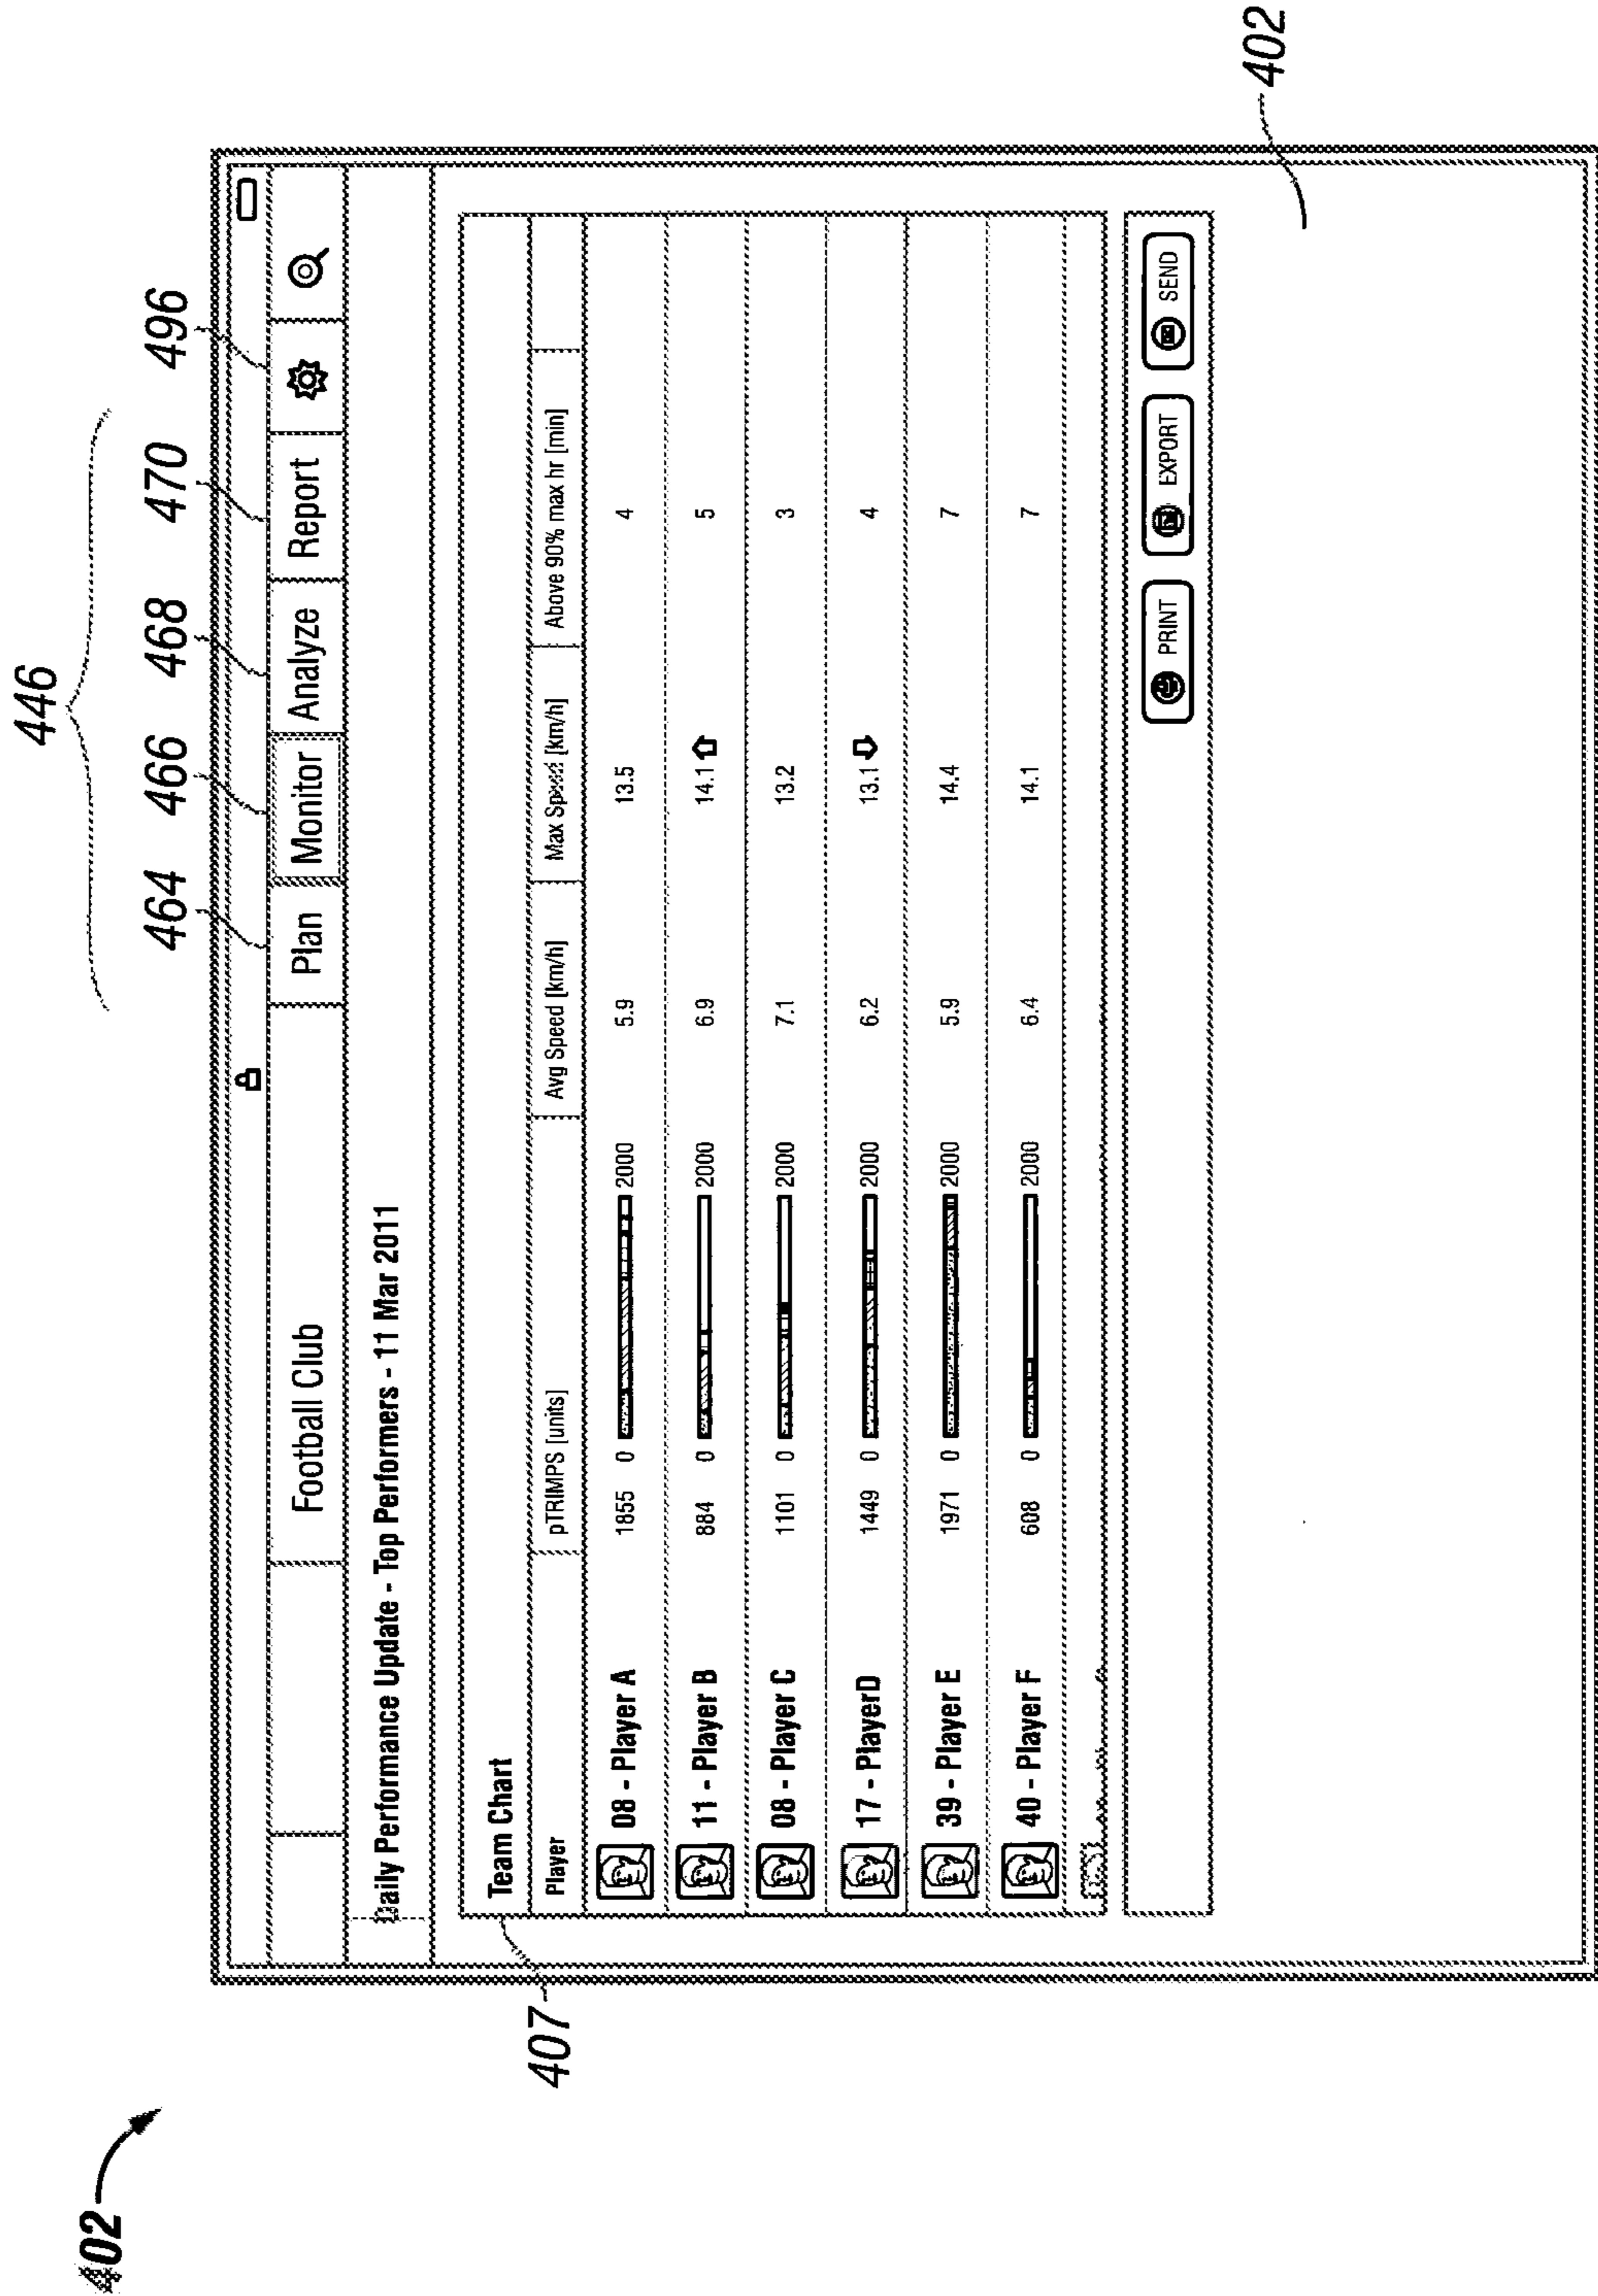 402
446
464 466 468 470 496
Football Club Plan Monitor Analyze Report
Daily Performance Update - Top Performers - 11 Mar 2011
407
Team Chart
Player pTRIMPS [units] Avg Speed [km/h] Max Speed [km/h] Above 90% max hr [min]
08 - Player A 1855 0 2000 5.9 13.5 4
11 - Player B 884 0 2000 6.9 14.1 5
08 - Player C 1101 0 2000 7.1 13.2 3
17 - PlayerD 1449 0 2000 6.2 13.1 4
39 - Player E 1971 0 2000 5.9 14.4 7
40 - Player F 608 0 2000 6.4 14.1 7
PRINT EXPORT SEND
402